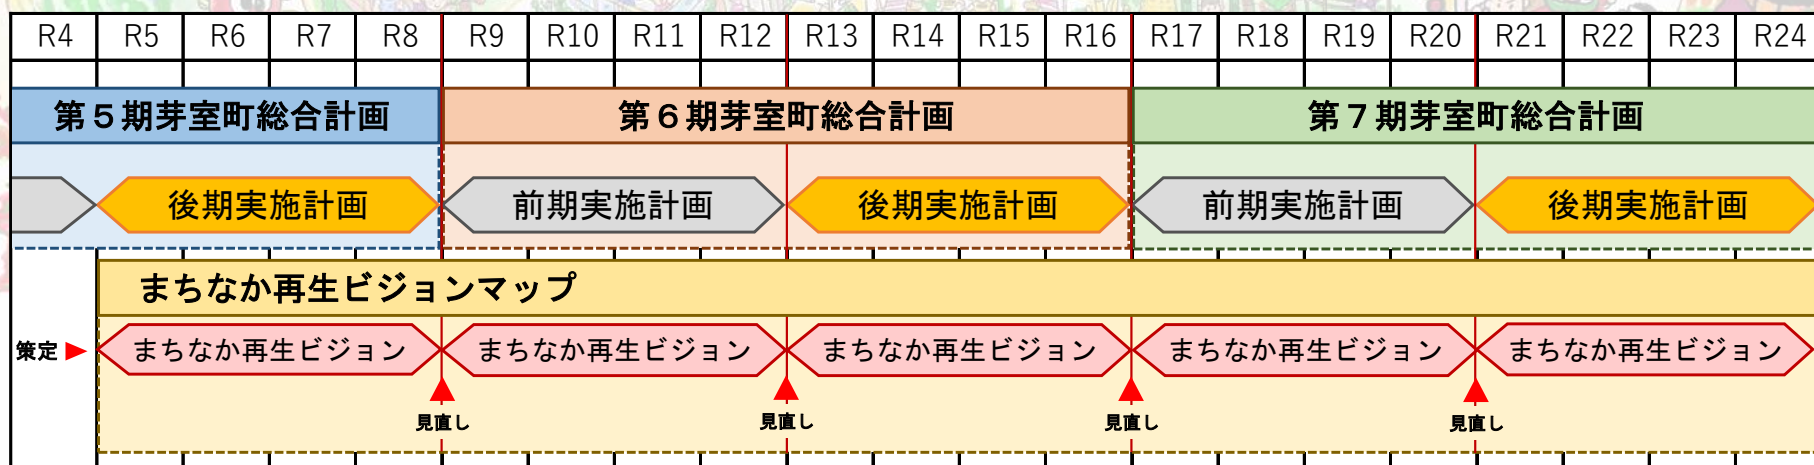 R4 R5 R6 R7 R8 R9 R10 R11 R12 R13 R14 R15 R16 R17 R18 R19 R20 R21 R22 R23 R24
第５期芽室町総合計画 第６期芽室町総合計画 第７期芽室町総合計画
後期実施計画 前期実施計画 後期実施計画 前期実施計画 後期実施計画
まちなか再生ビジョンマップ
策定 まちなか再生ビジョン まちなか再生ビジョン まちなか再生ビジョン まちなか再生ビジョン まちなか再生ビジョン
見直し 見直し 見直し 見直し